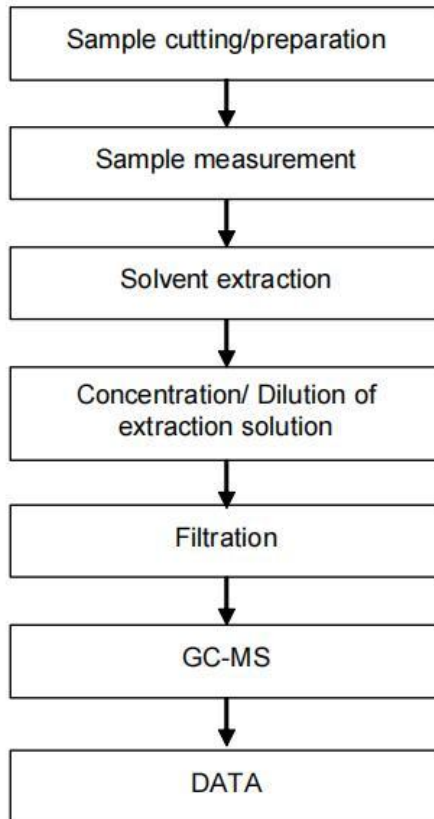 Sample cutting/preparation
Sample measurement
Solvent extraction
Concentration/ Dilution of
extraction solution
Filtration
GC-MS
DATA